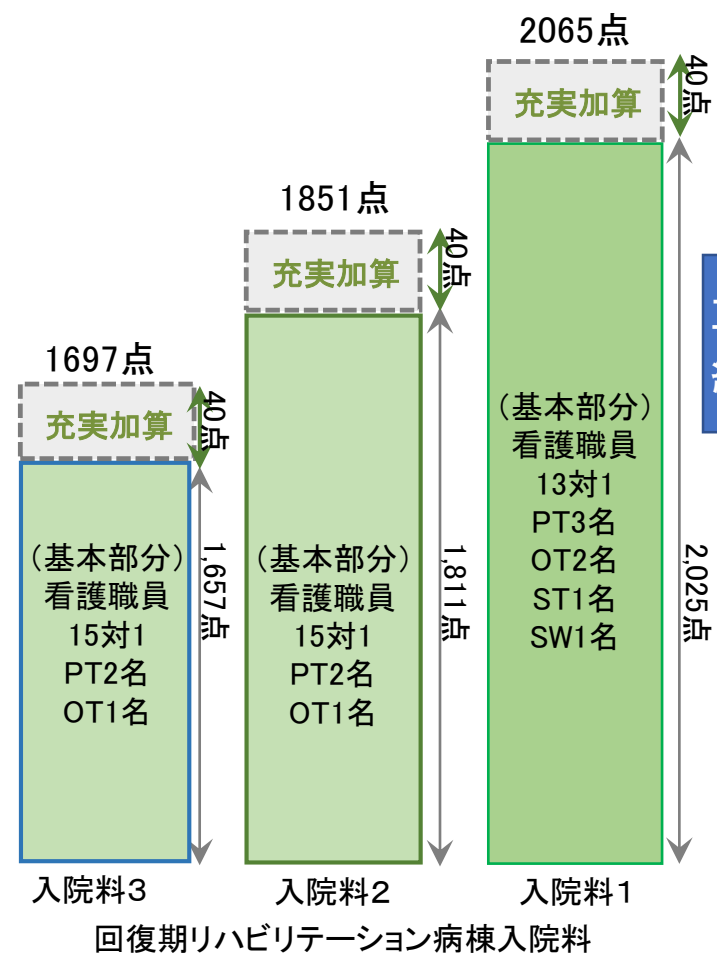 1697点
充実加算
40点
（基本部分）
看護職員
15対1
PT2名
OT1名
1,657点
入院料３
1851点
充実加算
40点
（基本部分）
看護職員
15対1
PT2名
OT1名
1,811点
入院料２
2065点
充実加算
40点
（基本部分）
看護職員
13対1
PT3名
OT2名
ST1名
SW1名
2,025点
入院料１
回復期リハビリテーション病棟入院料